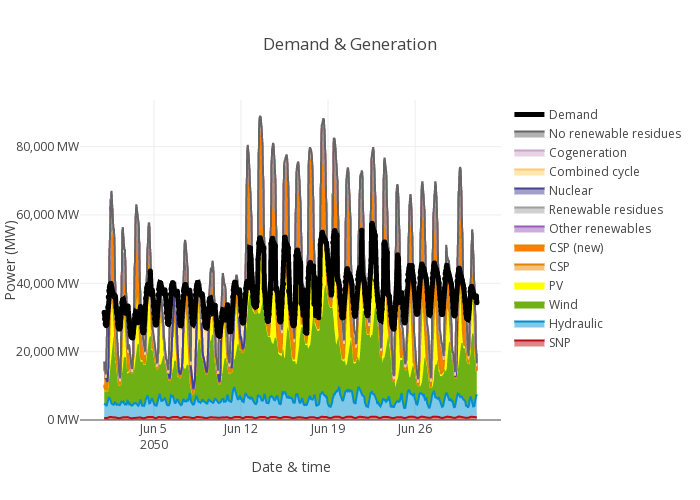 Demand & Generation
80,000 MW
60,000 MW
40,000 MW
20,000 MW
0 MW
Power (MW)
Jun 5
2050
Jun 12
Jun 19
Jun 26
Date & time
Demand
No renewable residues
Cogeneration
Combined cycle
Nuclear
Renewable residues
Other renewables
CSP (new)
CSP
PV
Wind
Hydraulic
SNP